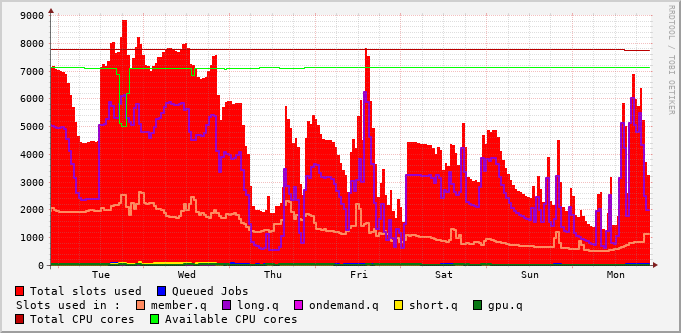 RRDTOOL / TOBI OETIKER
9000
8000
7000
6000
5000
4000
3000
2000
1000
0
Tue Wed Thu Fri Sat Sun Mon
Total slots used Queued Jobs
Slots used in : member.q long.q ondemand.q short.q gpu.q
Total CPU cores Available CPU cores